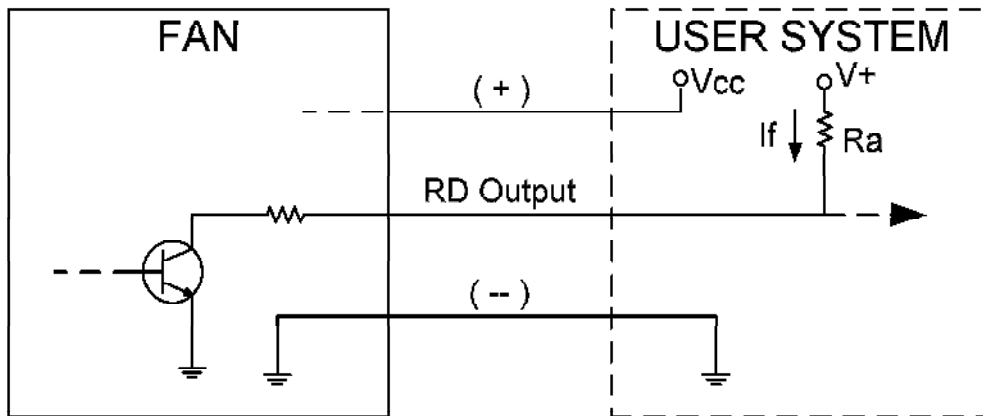 FAN
USER SYSTEM
( + )
Vcc
V+
If
Ra
RD Output
( -- )